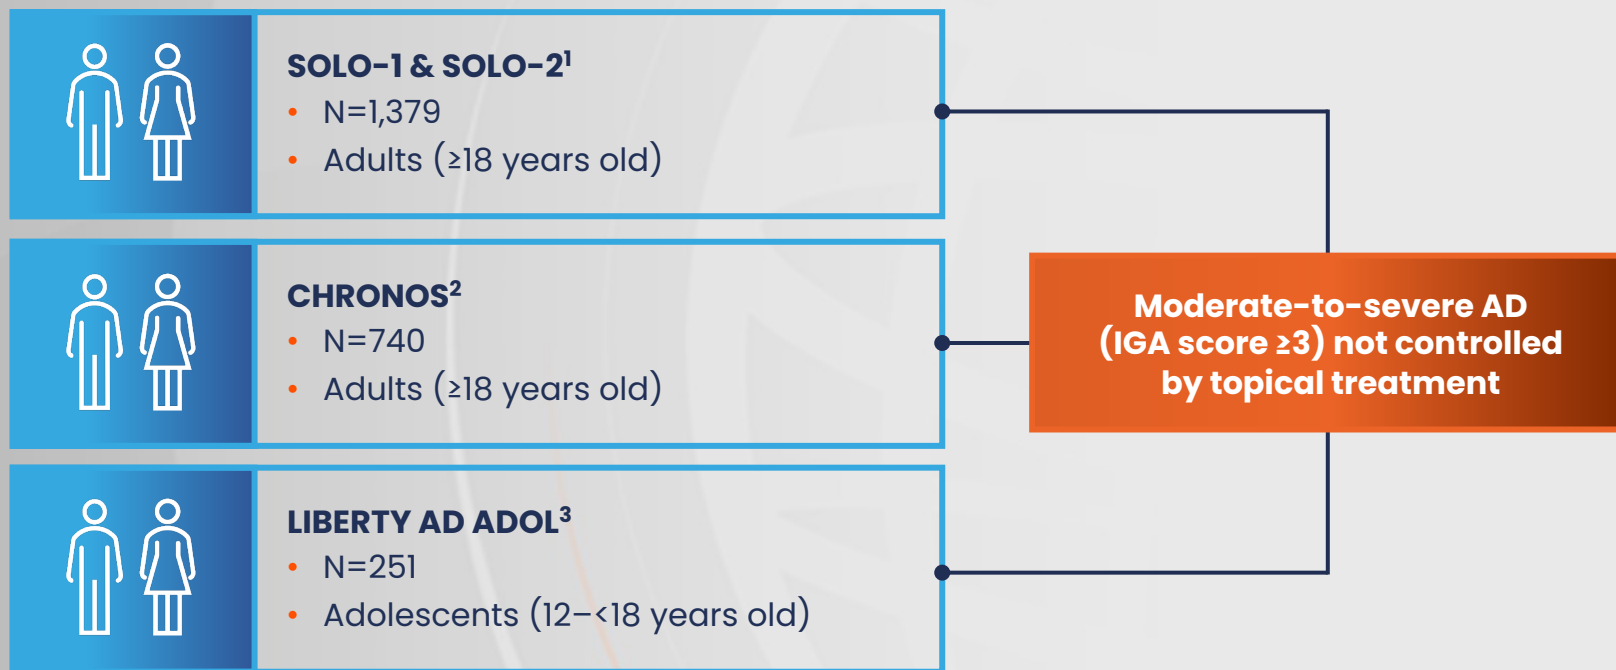 SOLO-1 & SOLO-2¹
• N=1,379
• Adults (≥18 years old)
CHRONOS²
• N=740
• Adults (≥18 years old)
LIBERTY AD ADOL³
• N=251
• Adolescents (12–<18 years old)
Moderate-to-severe AD
(IGA score ≥3) not controlled
by topical treatment